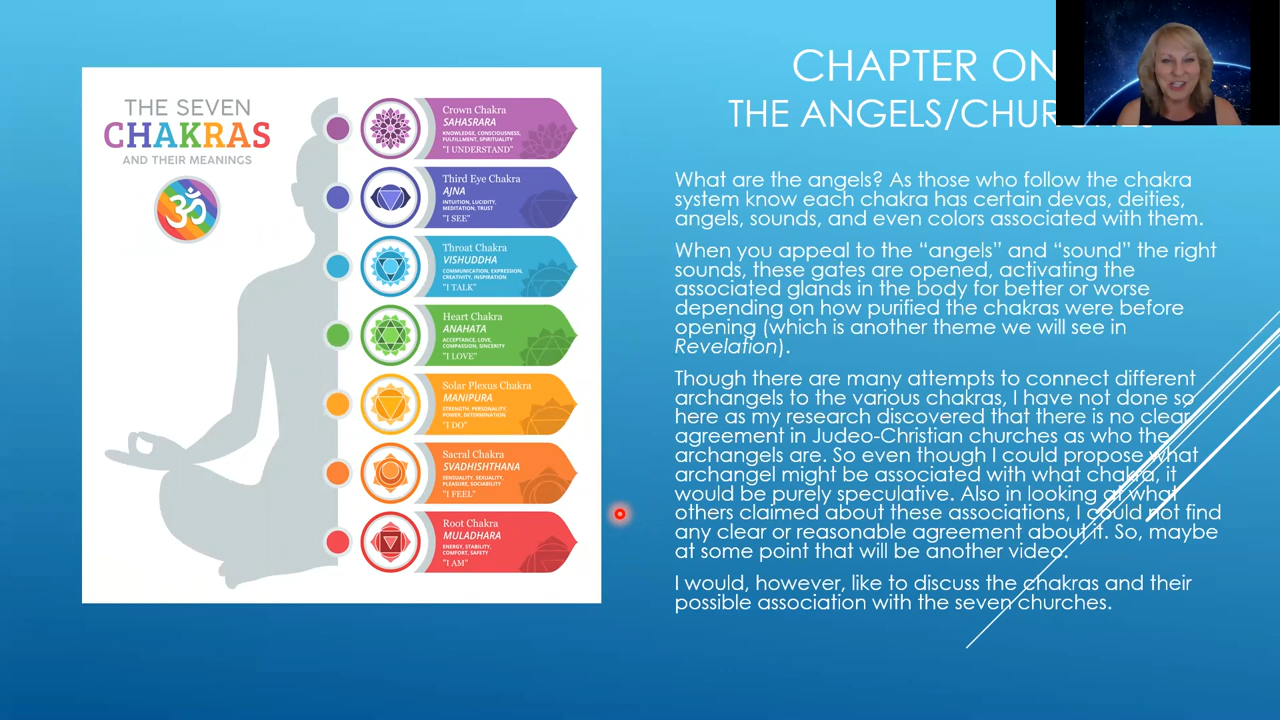 THE SEVEN
CHAKRAS
AND THEIR MEANINGS
ॐ
Crown Chakra
SAHASRARA
KNOWLEDGE, CONSCIOUSNESS,
FULFILLMENT, SPIRITUALITY
"I UNDERSTAND"
Third Eye Chakra
AJNA
INTUITION, LUCIDITY,
MEDITATION, TRUST
"I SEE"
Throat Chakra
VISHUDDHA
COMMUNICATION, EXPRESSION,
CREATIVITY, INSPIRATION
"I TALK"
Heart Chakra
ANAHATA
ACCEPTANCE, LOVE,
COMPASSION, SINCERITY
"I LOVE"
Solar Plexus Chakra
MANIPURA
STRENGTH, PERSONALITY,
POWER, DETERMINATION
"I DO"
Sacral Chakra
SVADHISHTHANA
SENSUALITY, SEXUALITY,
PLEASURE, SOCIABILITY
"I FEEL"
Root Chakra
MULADHARA
ENERGY, STABILITY,
COMFORT, SAFETY
"I AM"
CHAPTER
THE ANGELS/
What are the angels? As those who follow the chakra
system know each chakra has certain devas, deities,
angels, sounds, and even colors associated with them.
When you appeal to the “angels” and “sound” the right
sounds, these gates are opened, activating the
associated glands in the body for better or worse
depending on how purified the chakras were before
opening (which is another theme we will see in
Revelation).
Though there are many attempts to connect different
archangels to the various chakras, I have not done so
here as my research discovered that there is no clear
agreement in Judeo-Christian churches as who the
archangels are. So even though I could propose what
archangel might be associated with what chakra, it
would be purely speculative. Also in looking at what
others claimed about these associations, I could not find
any clear or reasonable agreement about it. So, maybe
at some point that will be another video.
I would, however, like to discuss the chakras and their
possible association with the seven churches.